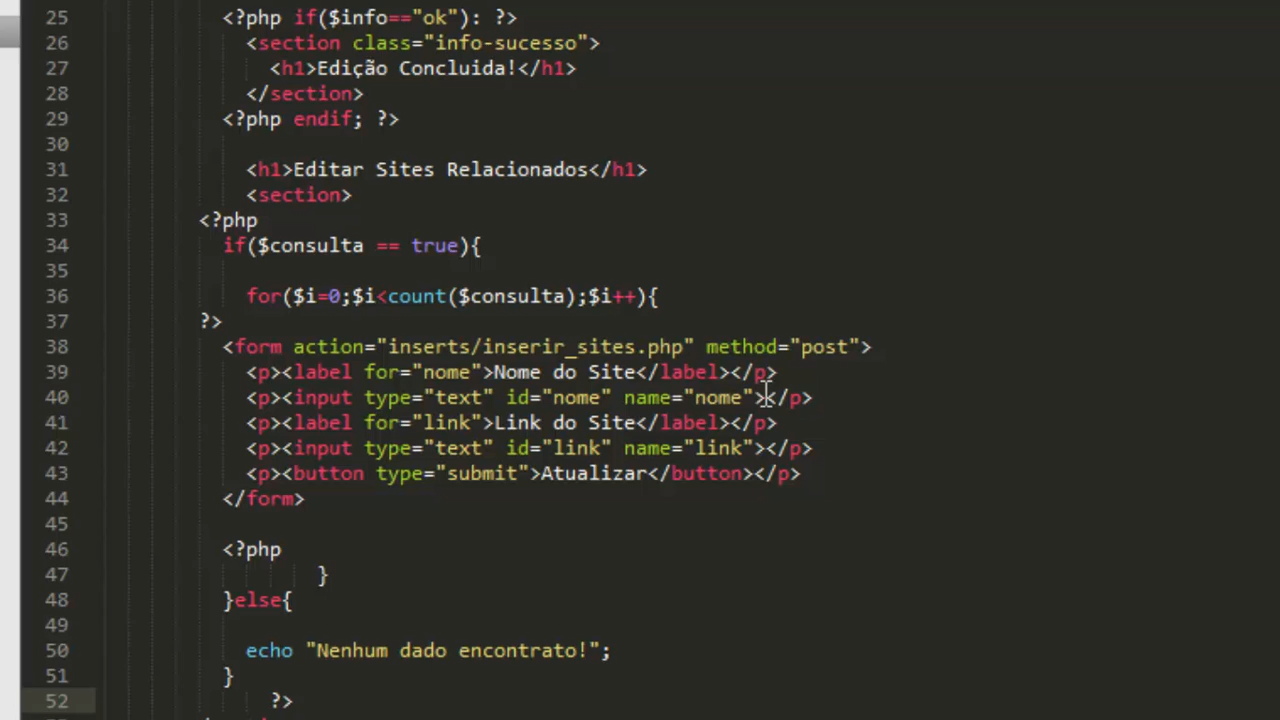 25 <?php if($info=="ok"): ?>
26 <section class="info-sucesso">
27 <h1>Edição Concluida!</h1>
28 </section>
29 <?php endif; ?>
30
31 <h1>Editar Sites Relacionados</h1>
32 <section>
33 <?php
34 if($consulta == true){
35
36 for($i=0;$i<count($consulta);$i++){
37 ?>
38 <form action="inserts/inserir_sites.php" method="post">
39 <p><label for="nome">Nome do Site</label></p>
40 <p><input type="text" id="nome" name="nome"></p>
41 <p><label for="link">Link do Site</label></p>
42 <p><input type="text" id="link" name="link"></p>
43 <p><button type="submit">Atualizar</button></p>
44 </form>
45
46 <?php
47 }
48 }else{
49
50 echo "Nenhum dado encontrato!";
51 }
52 ?>